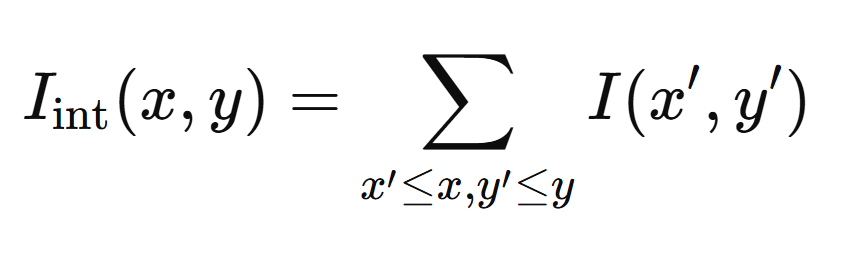 I_int(x, y) = ∑_{x′≤x,y′≤y} I(x′, y′)